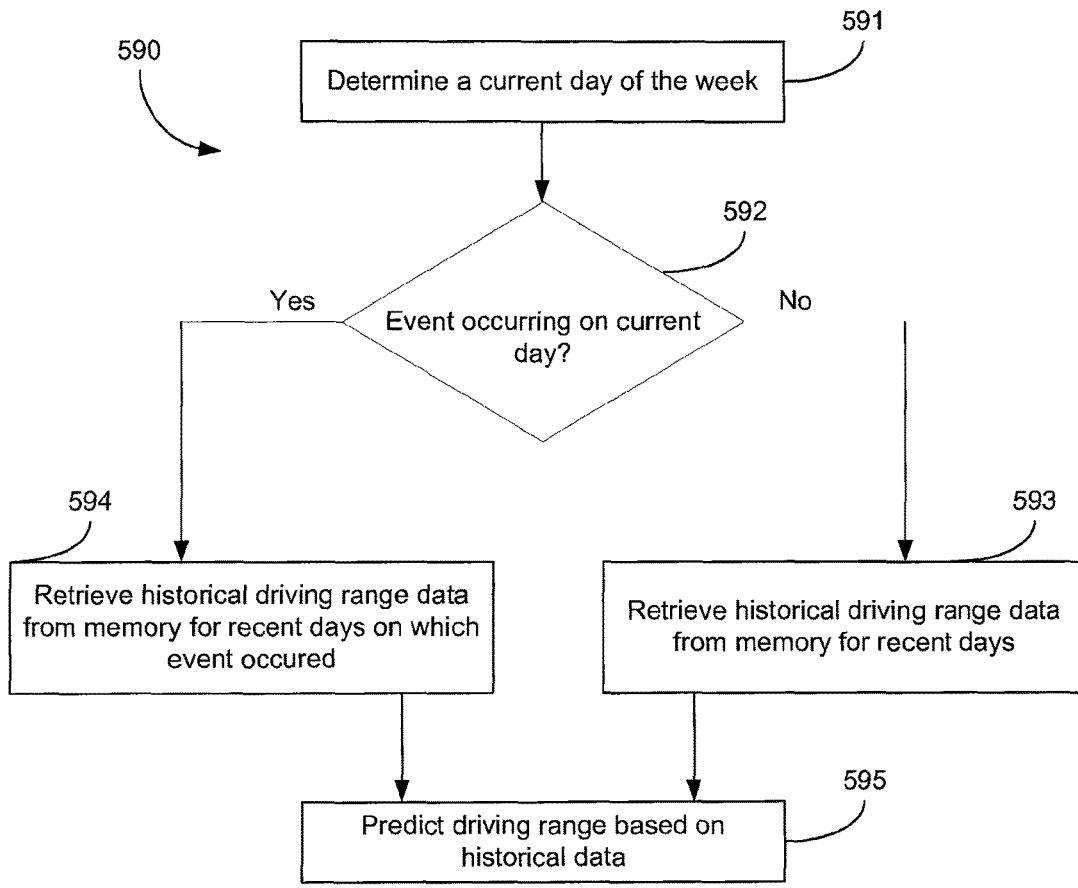 590
591
Determine a current day of the week
592
Yes
No
Event occurring on current
day?
594
593
Retrieve historical driving range data
from memory for recent days on which
event occured
Retrieve historical driving range data
from memory for recent days
595
Predict driving range based on
historical data